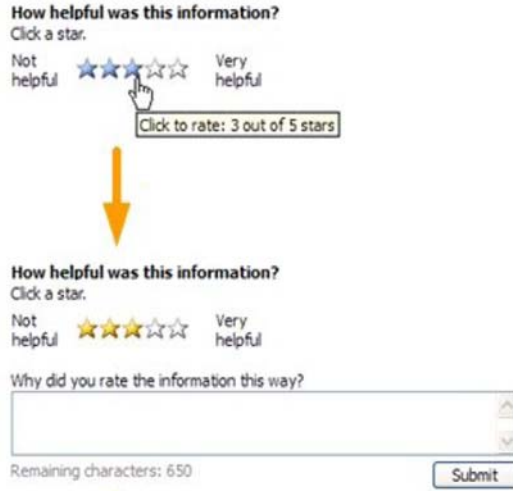 How helpful was this information?
Click a star.
Not helpful
Very helpful
Click to rate: 3 out of 5 stars
How helpful was this information?
Click a star.
Not helpful
Very helpful
Why did you rate the information this way?
Remaining characters: 650
Submit